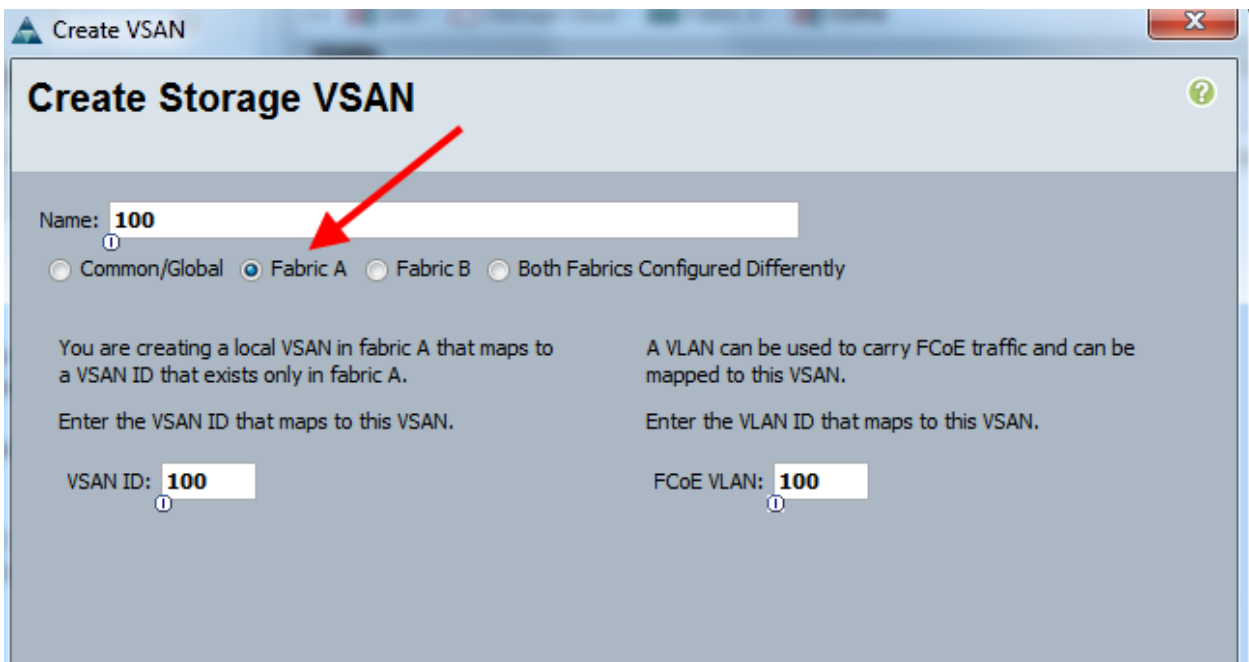 Create VSAN
Create Storage VSAN
Name: 100
Common/Global Fabric A Fabric B Both Fabrics Configured Differently
You are creating a local VSAN in fabric A that maps to
a VSAN ID that exists only in fabric A.
A VLAN can be used to carry FCoE traffic and can be
mapped to this VSAN.
Enter the VSAN ID that maps to this VSAN.
Enter the VLAN ID that maps to this VSAN.
VSAN ID: 100
FCoE VLAN: 100